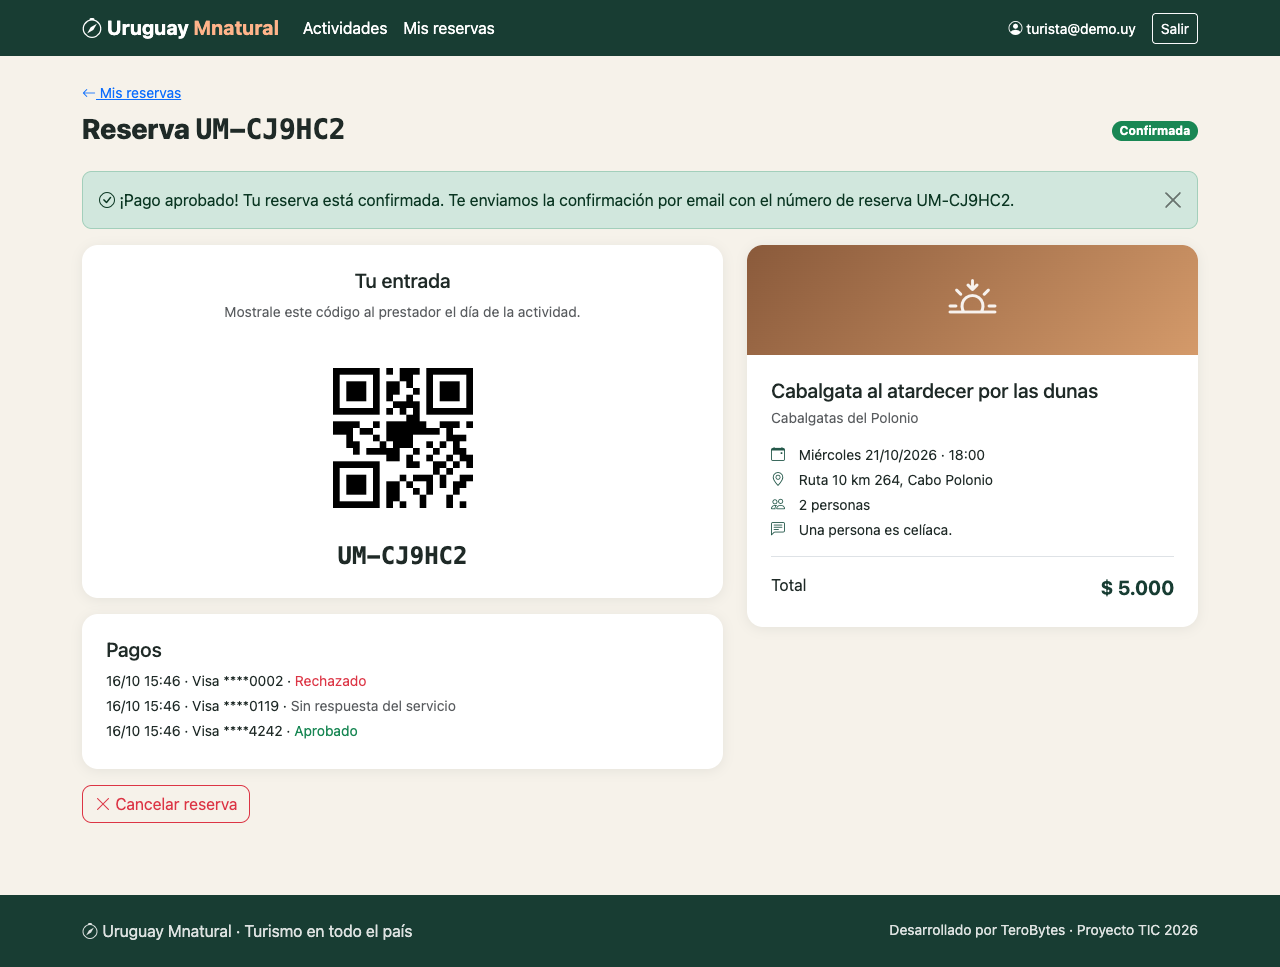 Uruguay Mnatural
Actividades
Mis reservas
turista@demo.uy
Salir
← Mis reservas
Reserva UM-CJ9HC2
Confirmada
¡Pago aprobado! Tu reserva está confirmada. Te enviamos la confirmación por email con el número de reserva UM-CJ9HC2.
Tu entrada
Mostrale este código al prestador el día de la actividad.
UM-CJ9HC2
Pagos
16/10 15:46 · Visa ****0002 · Rechazado
16/10 15:46 · Visa ****0119 · Sin respuesta del servicio
16/10 15:46 · Visa ****4242 · Aprobado
Cancelar reserva
Cabalgata al atardecer por las dunas
Cabalgatas del Polonio
Miércoles 21/10/2026 · 18:00
Ruta 10 km 264, Cabo Polonio
2 personas
Una persona es celíaca.
Total
$ 5.000
Uruguay Mnatural · Turismo en todo el país
Desarrollado por TeroBytes · Proyecto TIC 2026